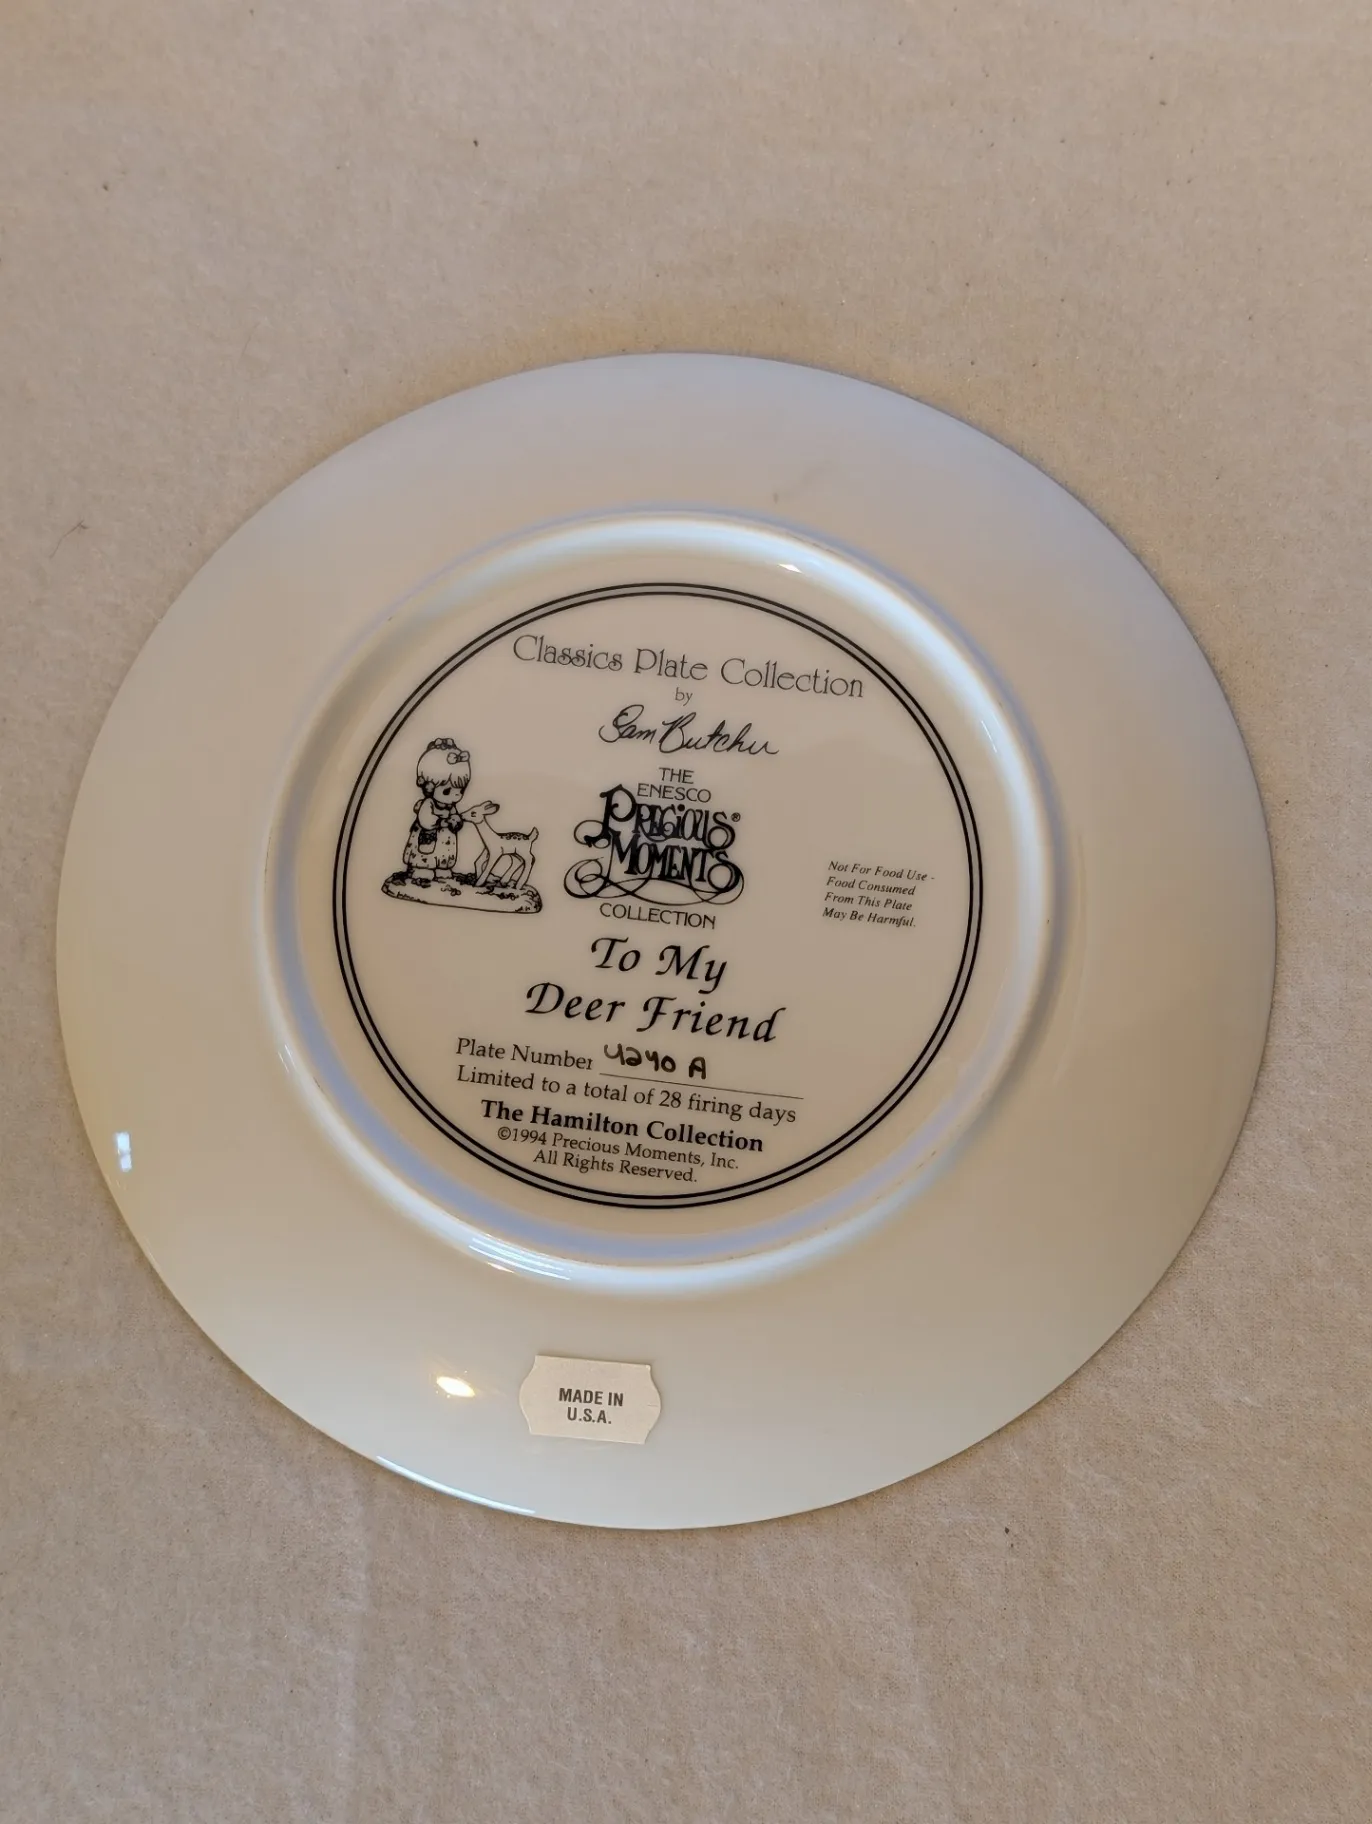 Classics Plate Collection
by
Sam Butcher
THE
ENESCO
PRECIOUS®
MOMENTS
COLLECTION
Not For Food Use -
Food Consumed
From This Plate
May Be Harmful.
To My
Deer Friend
Plate Number 4240 A
Limited to a total of 28 firing days
The Hamilton Collection
©1994 Precious Moments, Inc.
All Rights Reserved.
MADE IN
U.S.A.